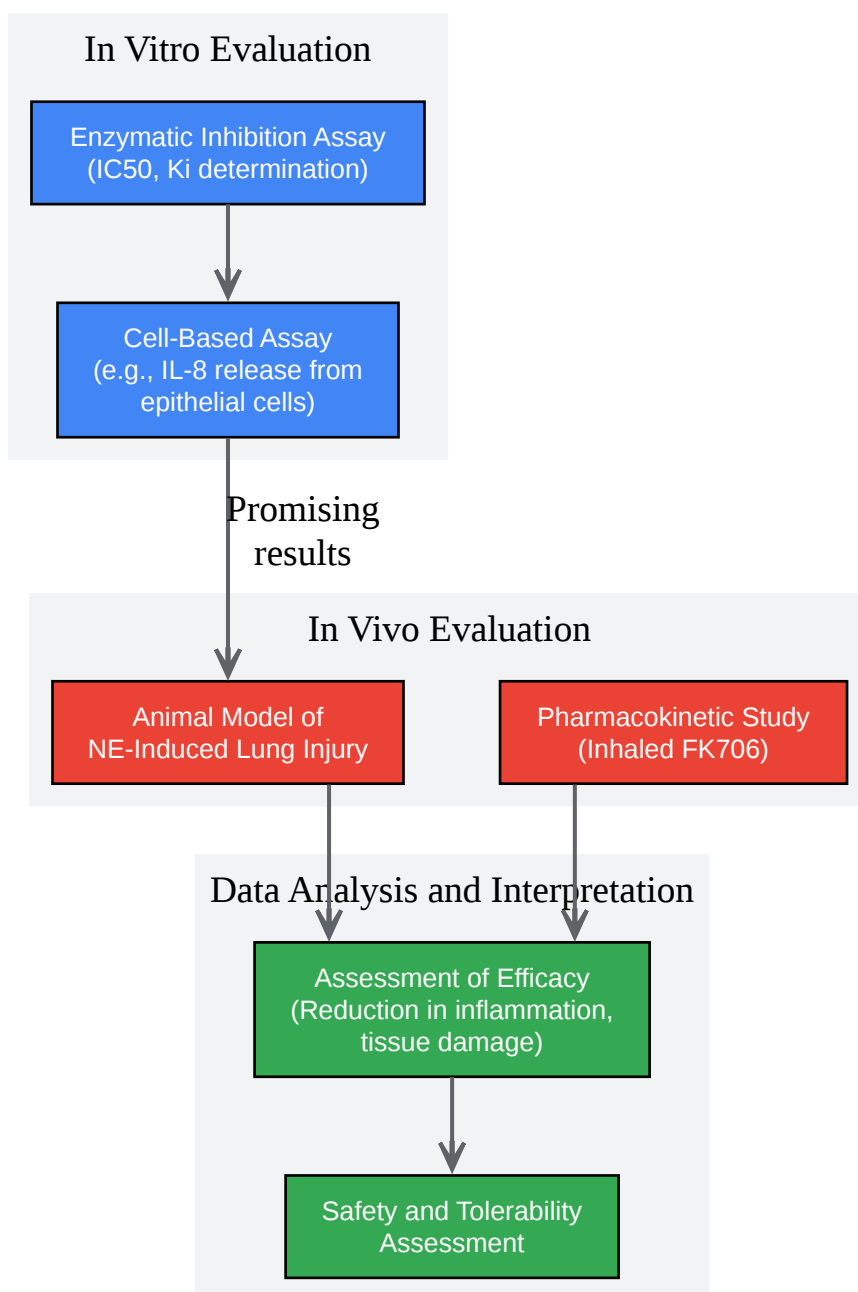 In Vitro Evaluation
Enzymatic Inhibition Assay
(IC50, Ki determination)
Cell-Based Assay
(e.g., IL-8 release from
epithelial cells)
Promising
results
In Vivo Evaluation
Animal Model of
NE-Induced Lung Injury
Pharmacokinetic Study
(Inhaled FK706)
Data Analysis and Interpretation
Assessment of Efficacy
(Reduction in inflammation,
tissue damage)
Safety and Tolerability
Assessment